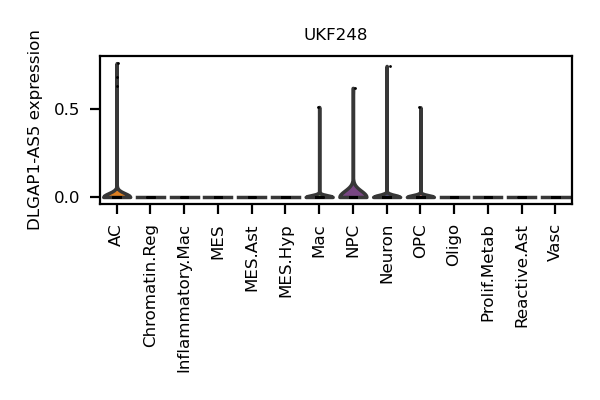 UKF248
DLGAP1-AS5 expression
0.5
0.0
AC
Chromatin.Reg
Inflammatory.Mac
MES
MES.Ast
MES.Hyp
Mac
NPC
Neuron
OPC
Oligo
Prolif.Metab
Reactive.Ast
Vasc